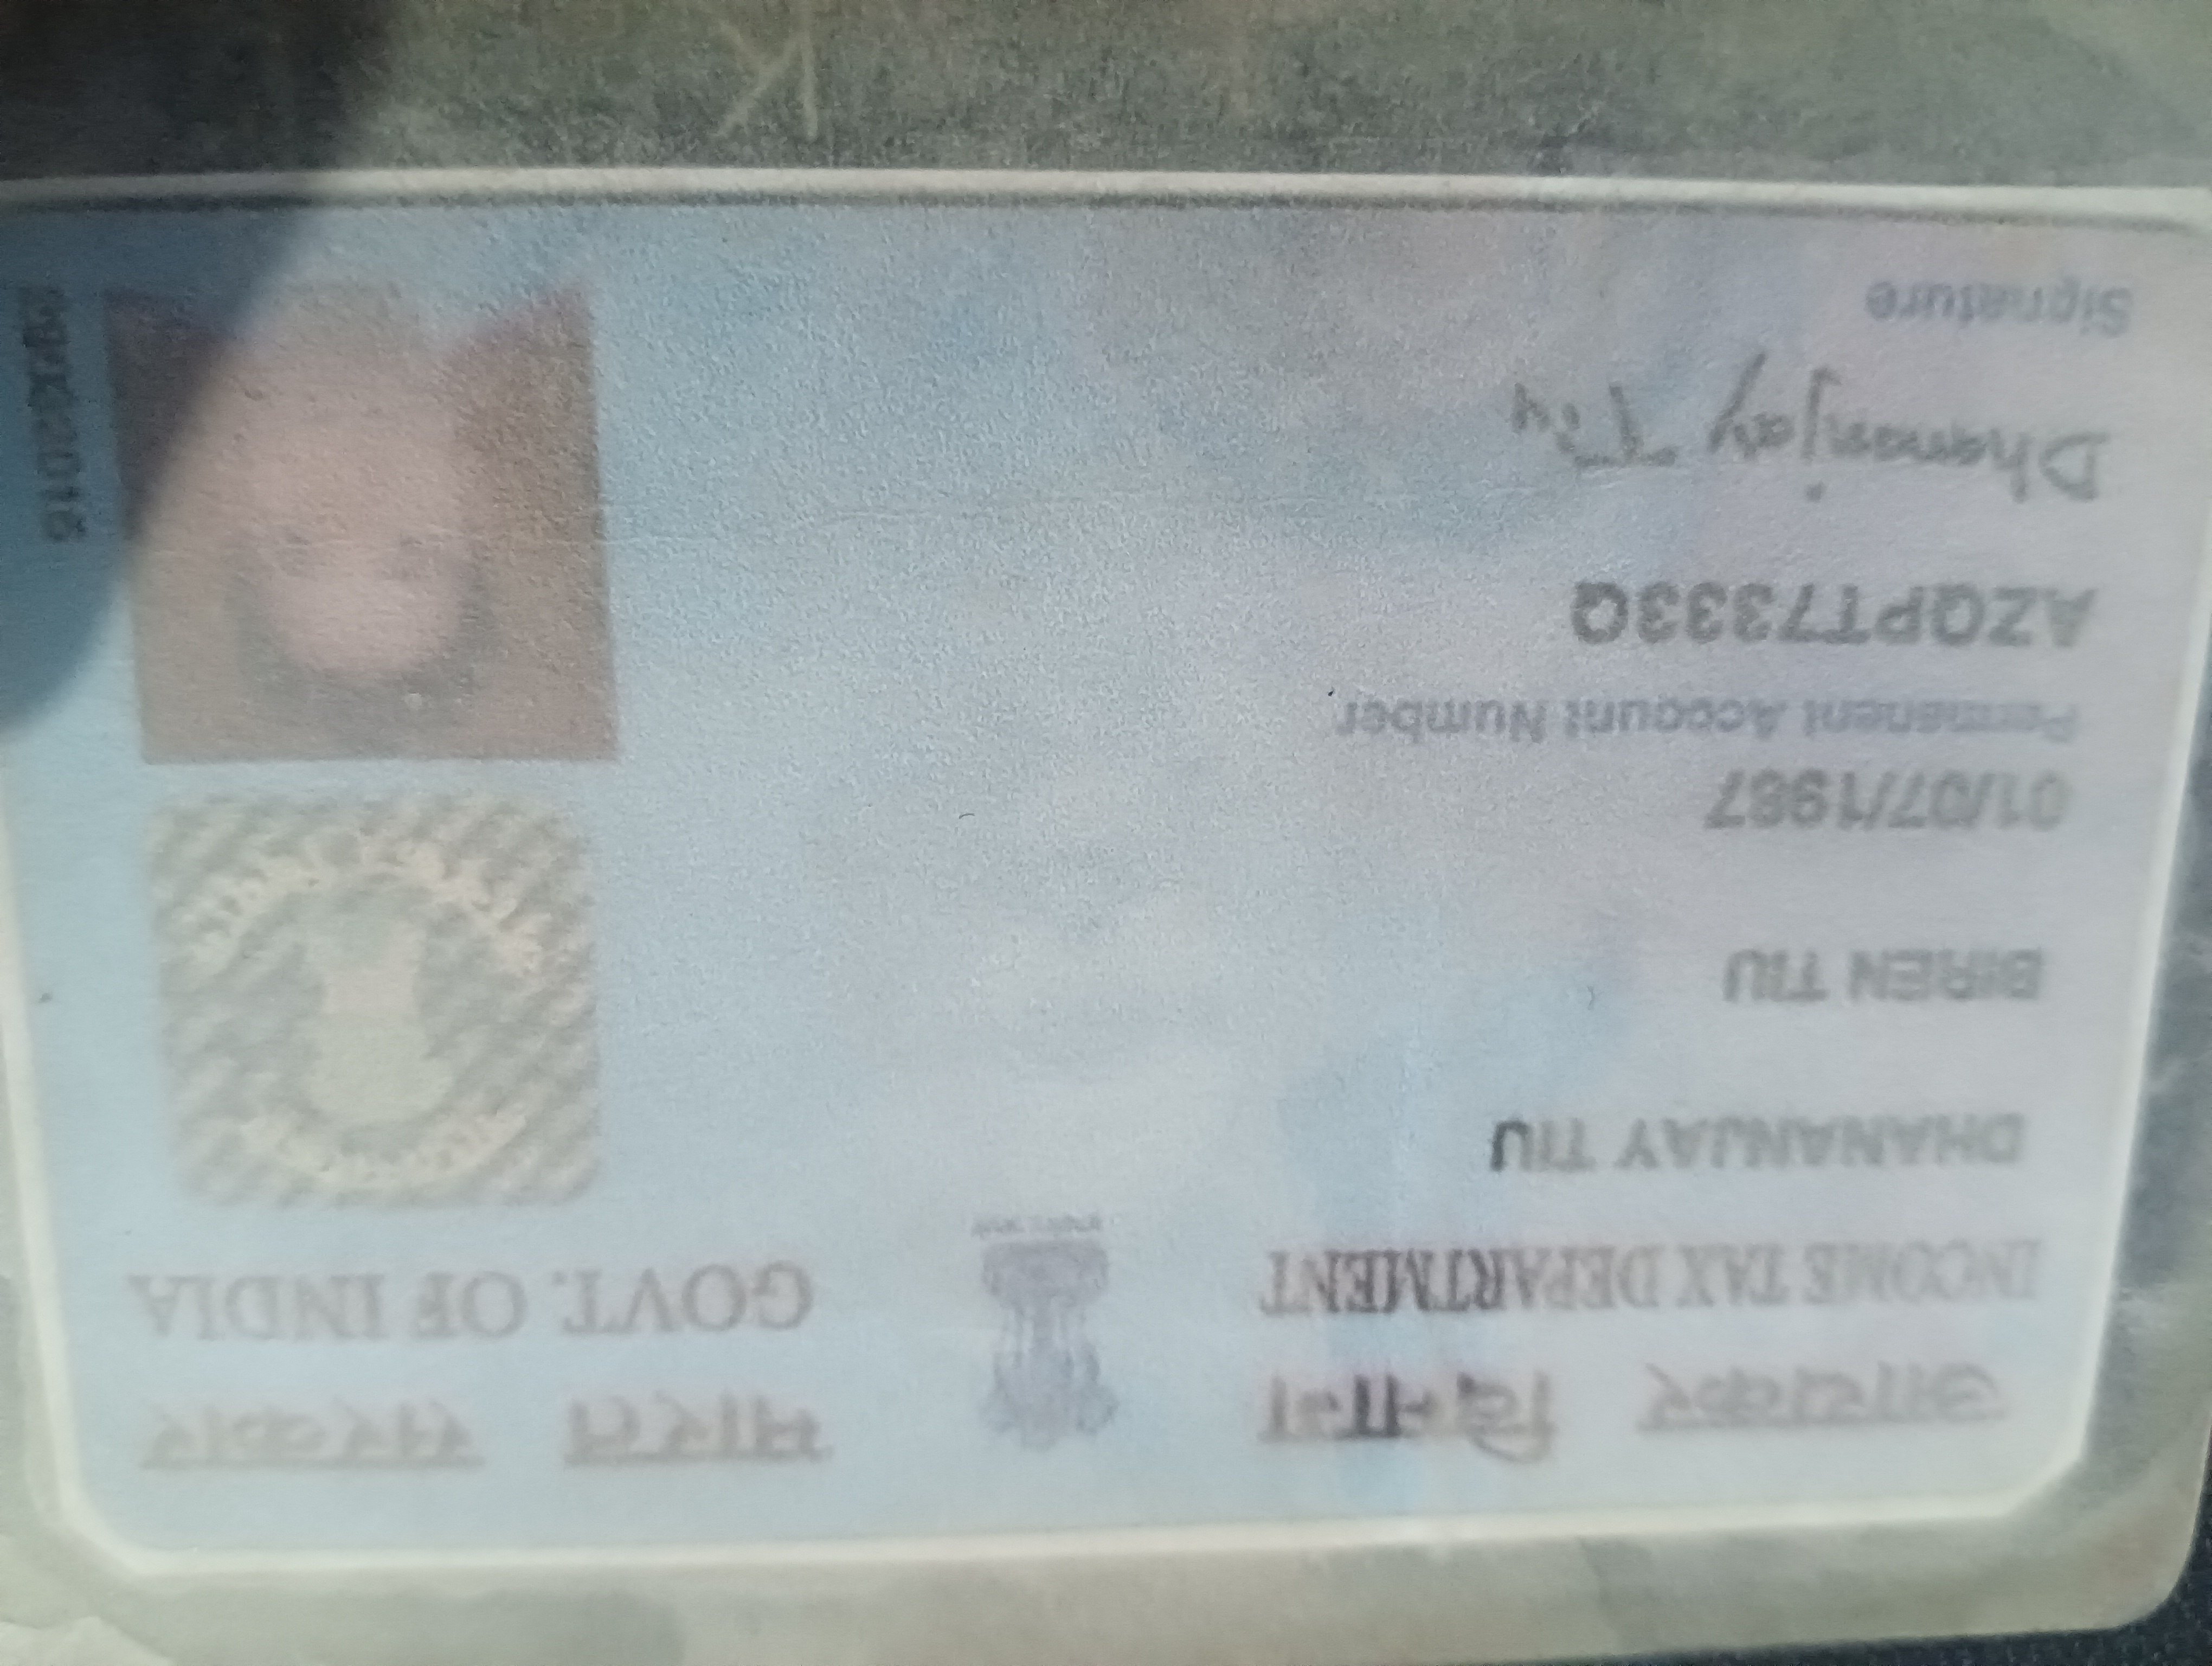 आयकर विभाग
INCOME TAX DEPARTMENT
भारत सरकार
GOVT. OF INDIA
DHANANJAY TIU
BIREN TIU
01/07/1987
Permanent Account Number
AZQPT7333Q
Dhananjay Tiu
Signature